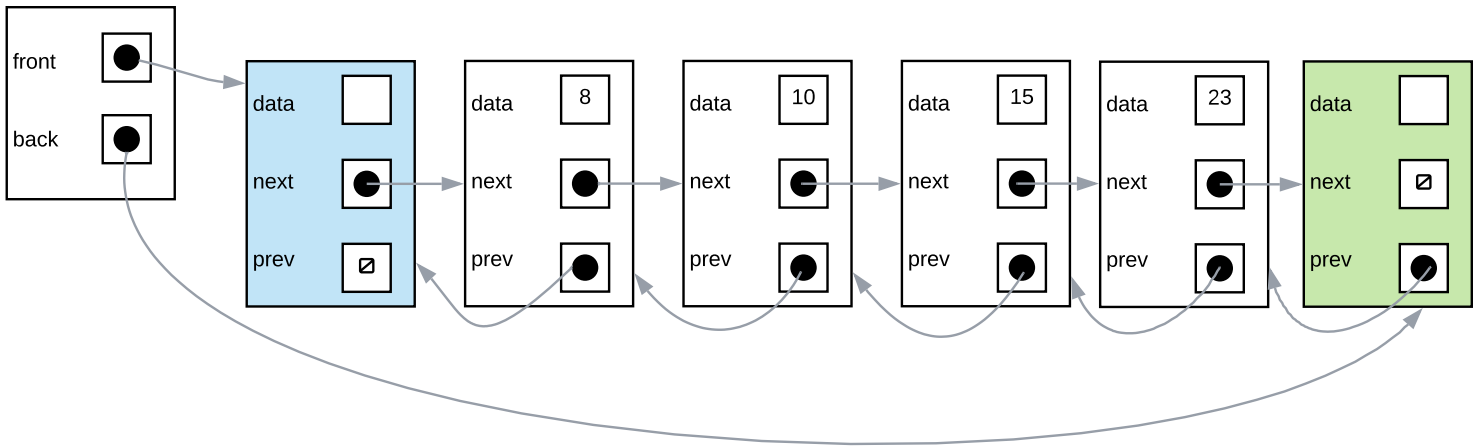 front
back
data
next
prev
data 8
next
prev
data 10
next
prev
data 15
next
prev
data 23
next
prev
data
next
prev